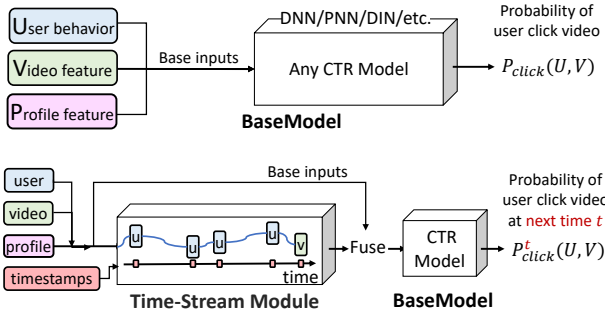 DNN/PNN/DIN/etc.
Probability of
user click video
User behavior
Video feature
Profile feature
Base inputs
Any CTR Model
P_click(U,V)
BaseModel
Base inputs
user
video
profile
timestamps
u
u
u
u
v
time
Time-Stream Module
Fuse
CTR
Model
BaseModel
Probability of
user click video
at next time t
P^t_click(U,V)